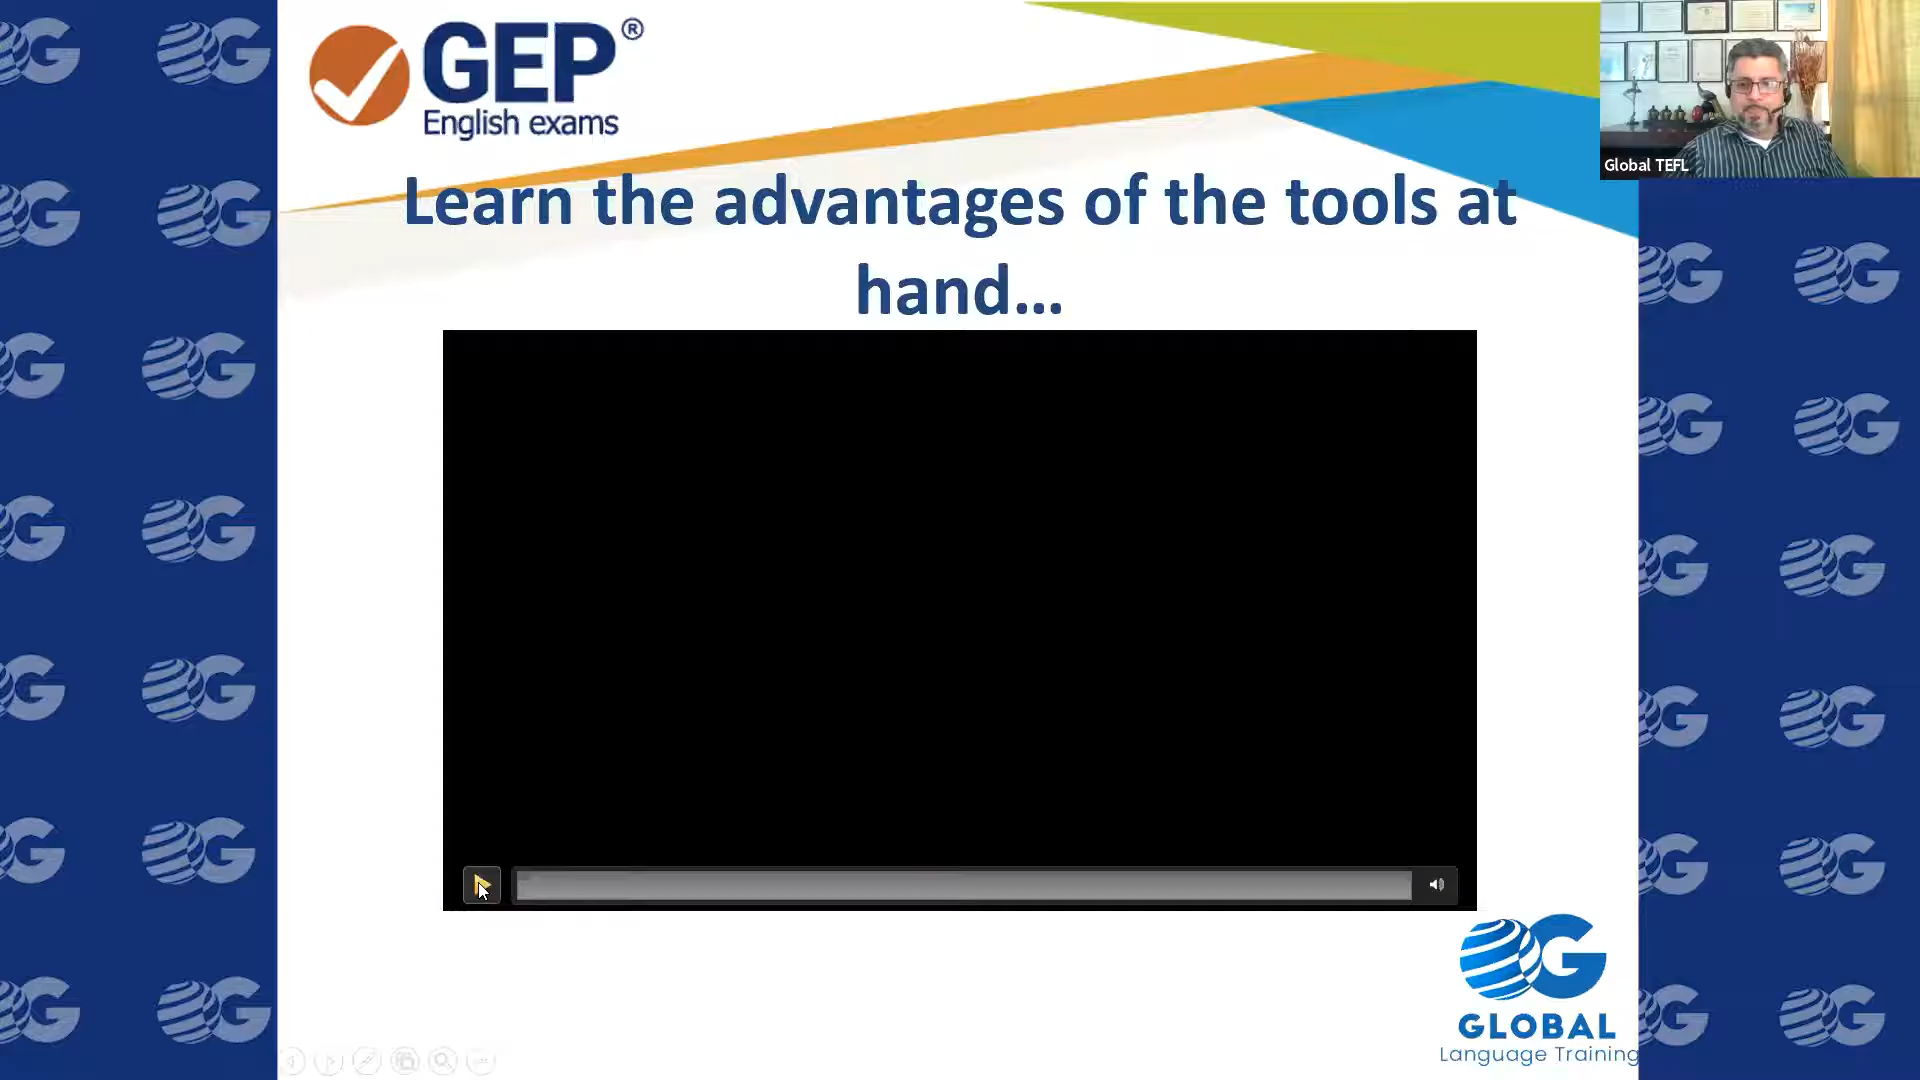 GEP®
English exams
Global TEFL
Learn the advantages of the tools at
hand...
GLOBAL
Language Training